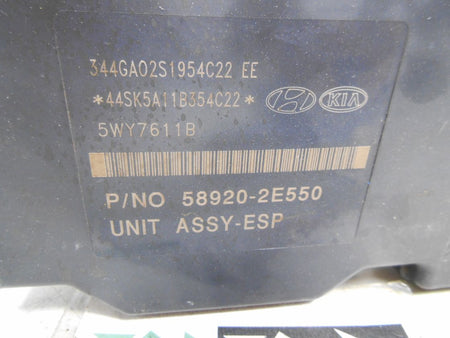 344GA02S1954C22 EE
*44SK5A11B354C22*
KIA
5WY7611B
P/NO 58920-2E550
UNIT ASSY-ESP